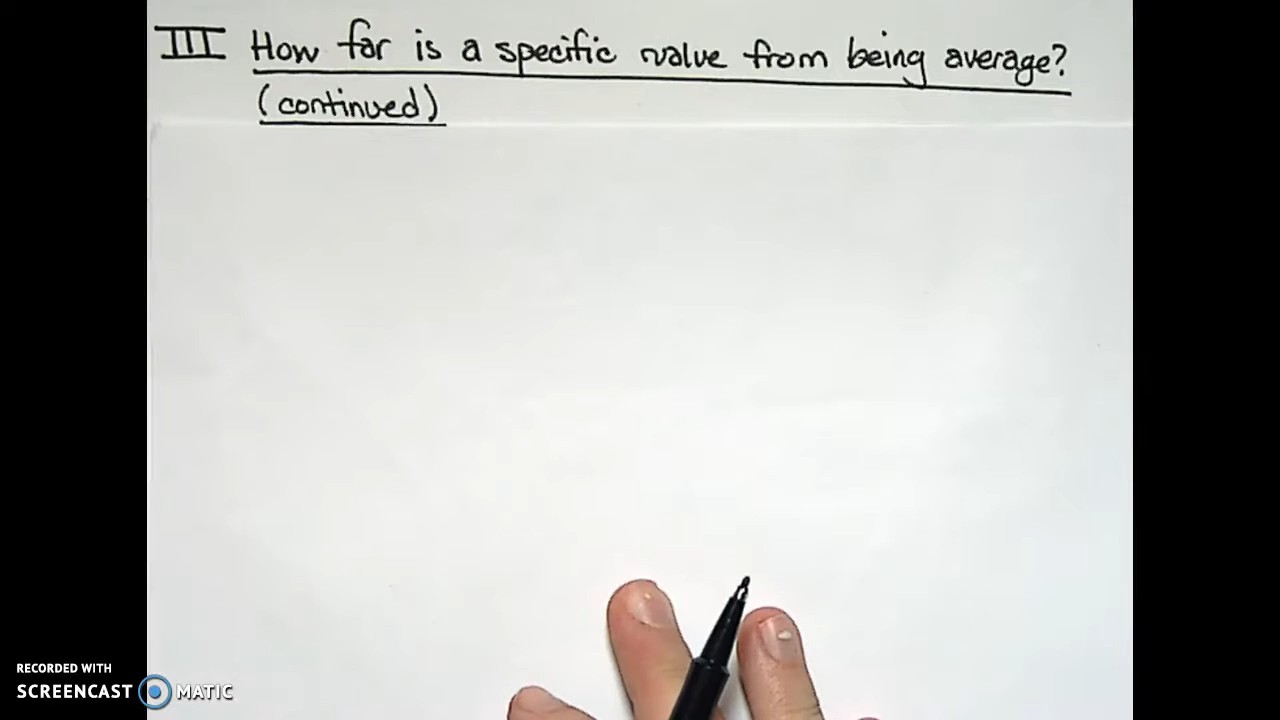 III How far is a specific value from being average?
(continued)
RECORDED WITH
SCREENCAST MATIC